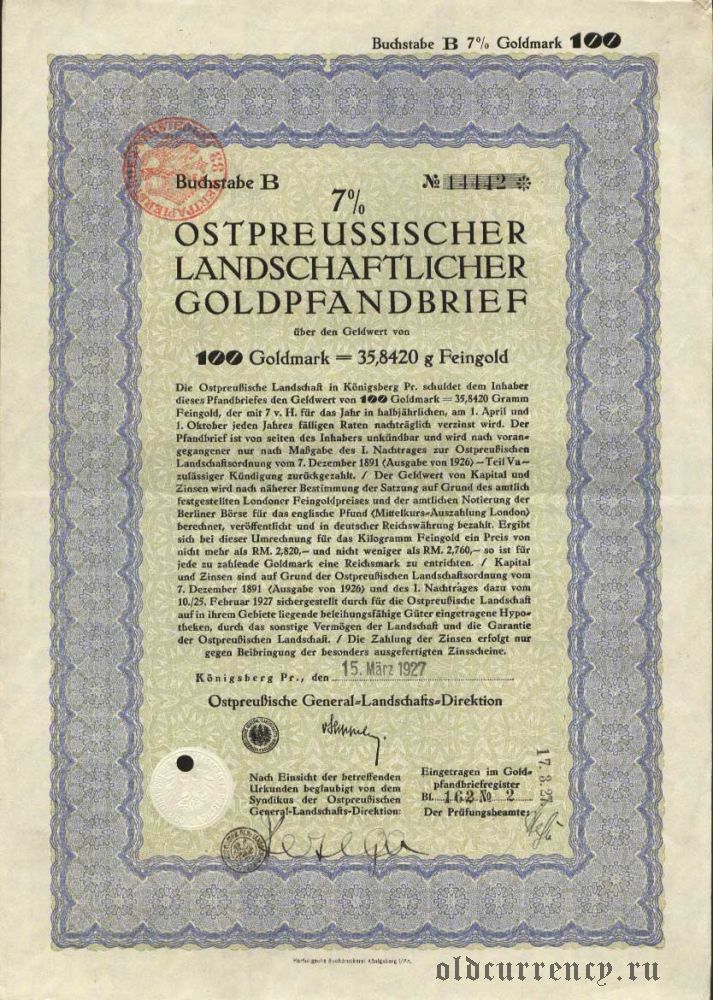 Buchstabe B 7% Goldmark 100
Buchstabe B
№ 14442 ※
7%
OSTPREUSSISCHER
LANDSCHAFTLICHER
GOLDPFANDBRIEF
über den Geldwert von
100 Goldmark = 35,8420 g Feingold
Die Ostpreußische Landschaft in Königsberg Pr. schuldet dem Inhaber
dieses Pfandbriefes den Geldwert von 100 Goldmark = 35,8420 Gramm
Feingold, der mit 7 v. H. für das Jahr in halbjährlichen, am 1. April und
1. Oktober jeden Jahres fälligen Raten nachträglich verzinst wird. Der
Pfandbrief ist von seiten des Inhabers unkündbar und wird nach voran=
gegangener nur nach Maßgabe des I. Nachtrages zur Ostpreußischen
Landschaftsordnung vom 7. Dezember 1891 (Ausgabe von 1926) – Teil Va –
zulässiger Kündigung zurückgezahlt. / Der Geldwert von Kapital und
Zinsen wird nach näherer Bestimmung der Satzung auf Grund des amtlich
festgestellten Londoner Feingoldpreises und der amtlichen Notierung der
Berliner Börse für das englische Pfund (Mittelkurs=Auszahlung London)
berechnet, veröffentlicht und in deutscher Reichswährung bezahlt. Ergibt
sich bei dieser Umrechnung für das Kilogramm Feingold ein Preis von
nicht mehr als RM. 2,820,– und nicht weniger als RM. 2,760,– so ist für
jede zu zahlende Goldmark eine Reichsmark zu entrichten. / Kapital
und Zinsen sind auf Grund der Ostpreußischen Landschaftsordnung vom
7. Dezember 1891 (Ausgabe von 1926) und des I. Nachtrages dazu vom
10./25. Februar 1927 sichergestellt durch für die Ostpreußische Landschaft
auf in ihrem Gebiete liegende beleihungsfähige Güter eingetragene Hypo=
theken, durch das sonstige Vermögen der Landschaft und die Garantie
der Ostpreußischen Landschaft. / Die Zahlung der Zinsen erfolgt nur
gegen Beibringung der besonders ausgefertigten Zinsscheine.
Königsberg Pr., den 15. März 1927
Ostpreußische General=Landschafts=Direktion
Nach Einsicht der betreffenden
Urkunden beglaubigt von dem
Syndikus der Ostpreußischen
General=Landschafts=Direktion:
Eingetragen im Gold=
pfandbriefregister
Bl. 162 № 2
Der Prüfungsbeamte:
17. 8. 27
Hartungsche Buchdruckerei Königsberg i/Pr.
oldcurrency.ru